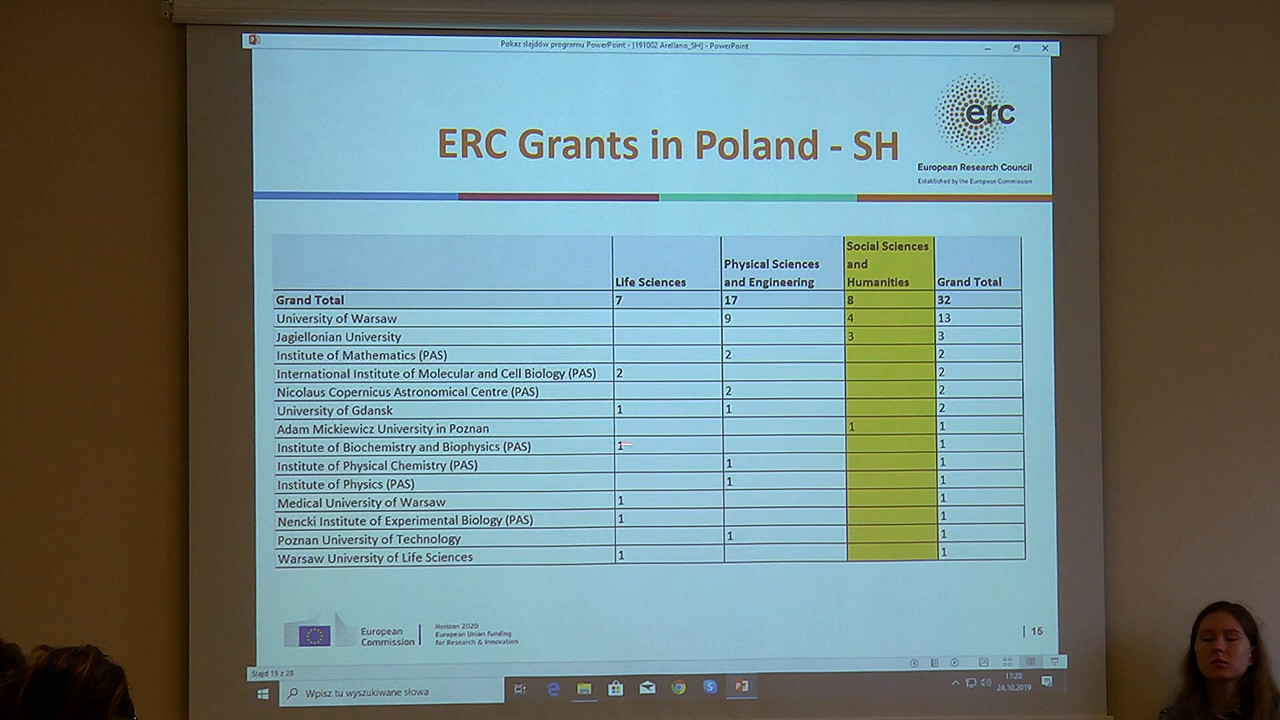 Pokaz slajdów programu PowerPoint - [191002 Arellano_SH] - PowerPoint
ERC Grants in Poland - SH
erc
European Research Council
Established by the European Commission
Life Sciences | Physical Sciences and Engineering | Social Sciences and Humanities | Grand Total
Grand Total 7 17 8 32
University of Warsaw 9 4 13
Jagiellonian University 3 3
Institute of Mathematics (PAS) 2 2
International Institute of Molecular and Cell Biology (PAS) 2 2
Nicolaus Copernicus Astronomical Centre (PAS) 2 2
University of Gdansk 1 1 2
Adam Mickiewicz University in Poznan 1 1
Institute of Biochemistry and Biophysics (PAS) 1 1
Institute of Physical Chemistry (PAS) 1 1
Institute of Physics (PAS) 1 1
Medical University of Warsaw 1 1
Nencki Institute of Experimental Biology (PAS) 1 1
Poznan University of Technology 1 1
Warsaw University of Life Sciences 1 1
European
Commission
Horizon 2020
European Union funding
for Research & Innovation
15
Slajd 15 z 28
Wpisz tu wyszukiwane słowa
11:28
24.10.2019